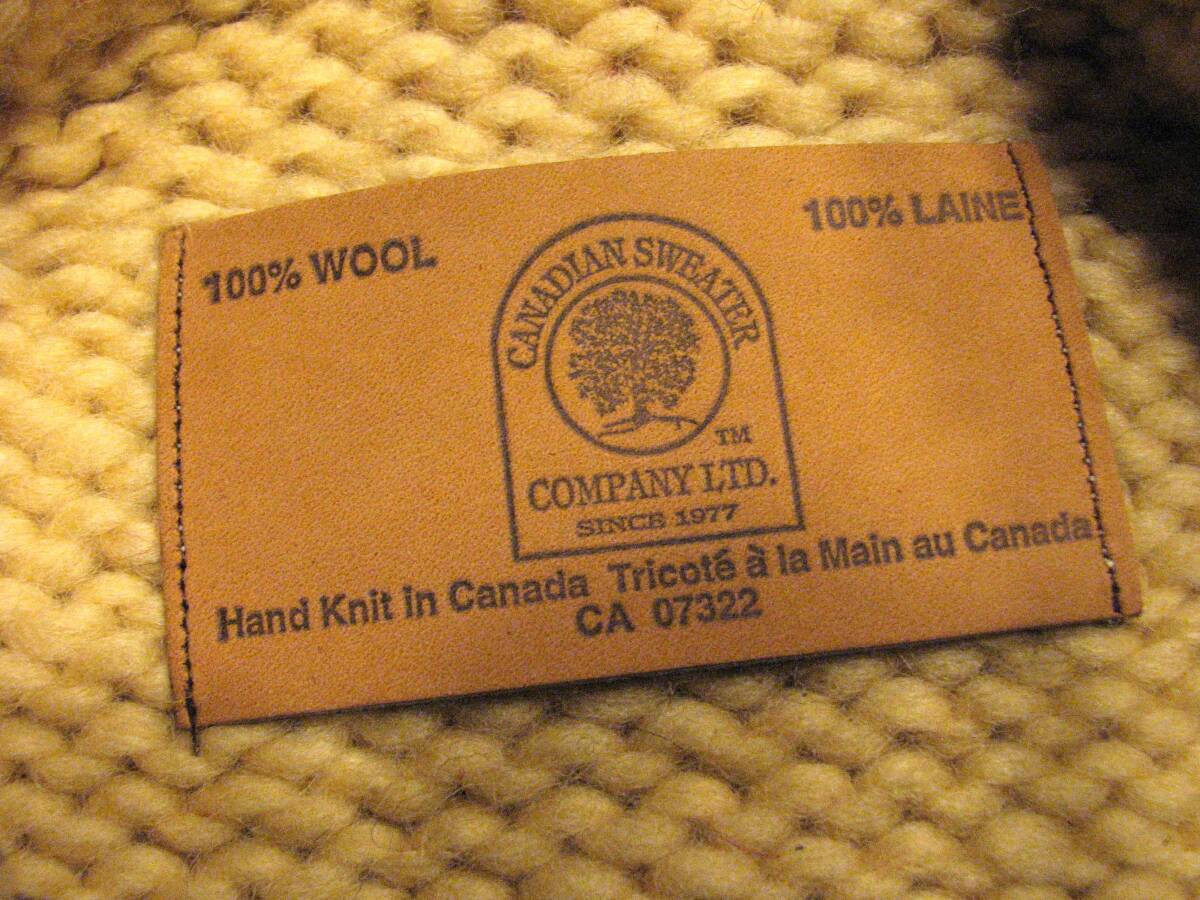 100% WOOL
100% LAINE
CANADIAN SWEATER
TM
COMPANY LTD.
SINCE 1977
Hand Knit In Canada Tricoté à la Main au Canada
CA 07322